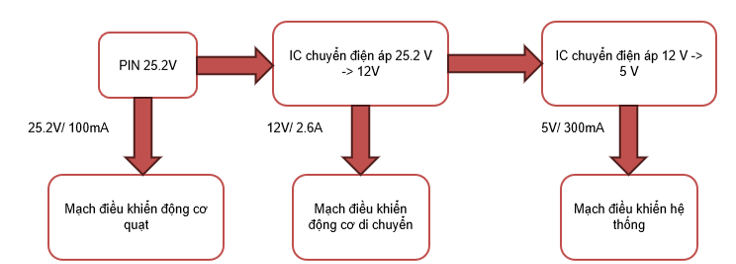 PIN 25.2V
IC chuyển điện áp 25.2 V
-> 12V
IC chuyển điện áp 12 V ->
5 V
25.2V/ 100mA
12V/ 2.6A
5V/ 300mA
Mạch điều khiển động cơ
quạt
Mạch điều khiển
động cơ di chuyển
Mạch điều khiển hệ
thống